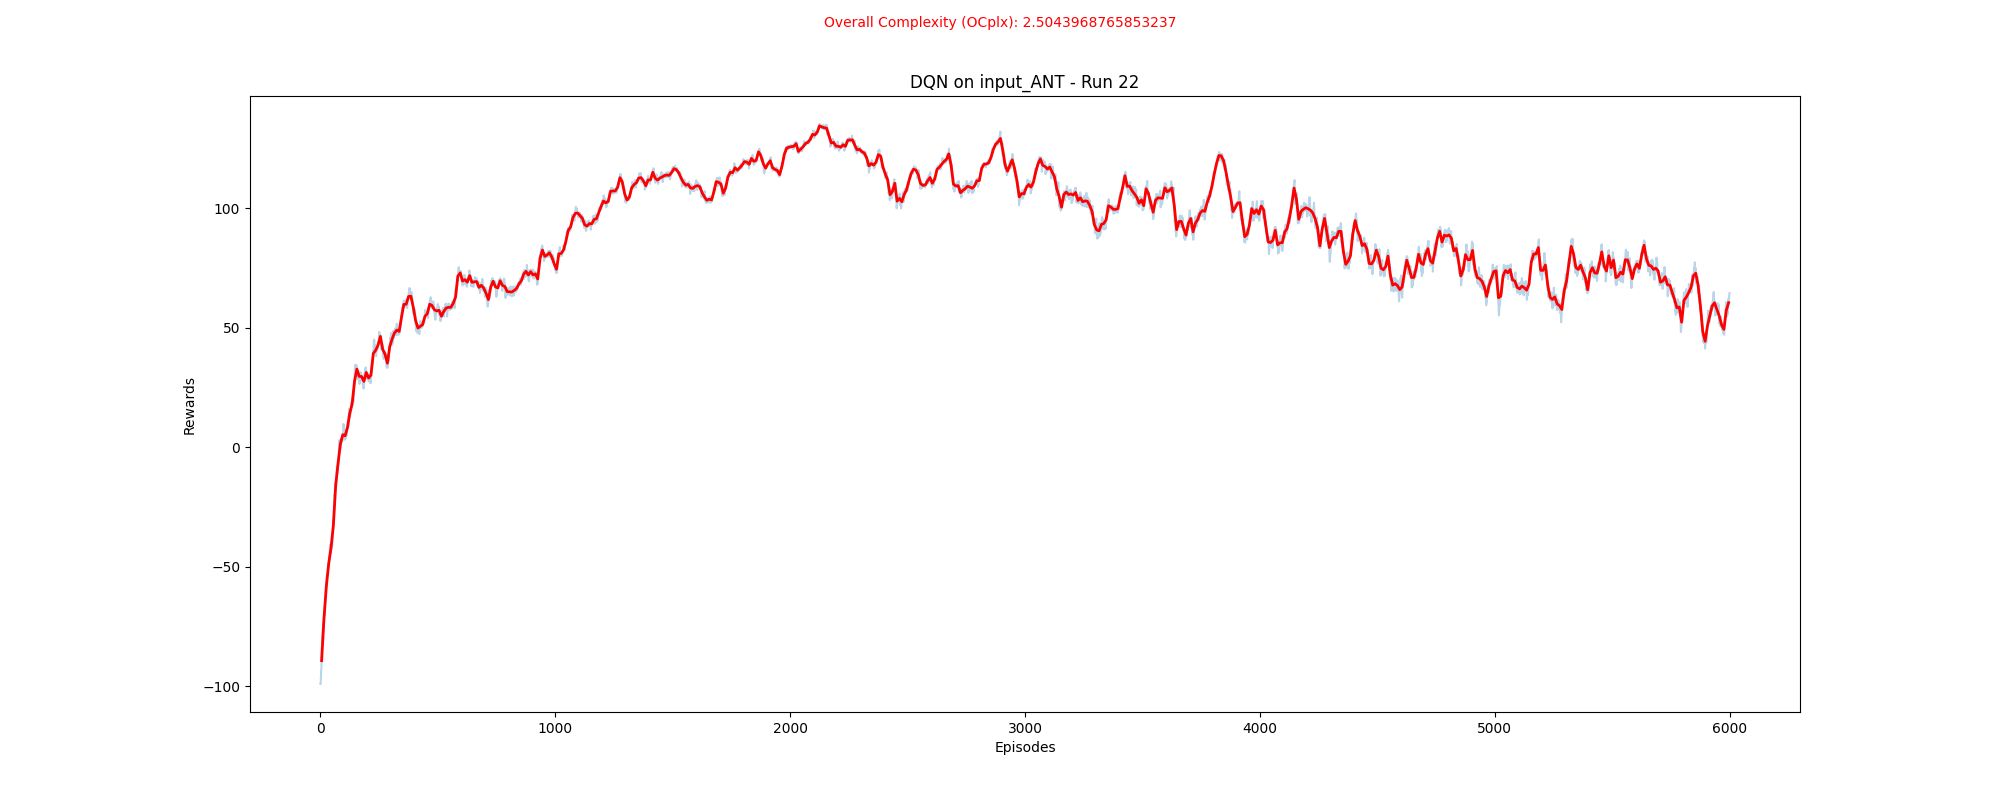 Overall Complexity (OCplx): 2.5043968765853237
DQN on input_ANT - Run 22
100
50
0
−50
−100
Rewards
0 1000 2000 3000 4000 5000 6000
Episodes